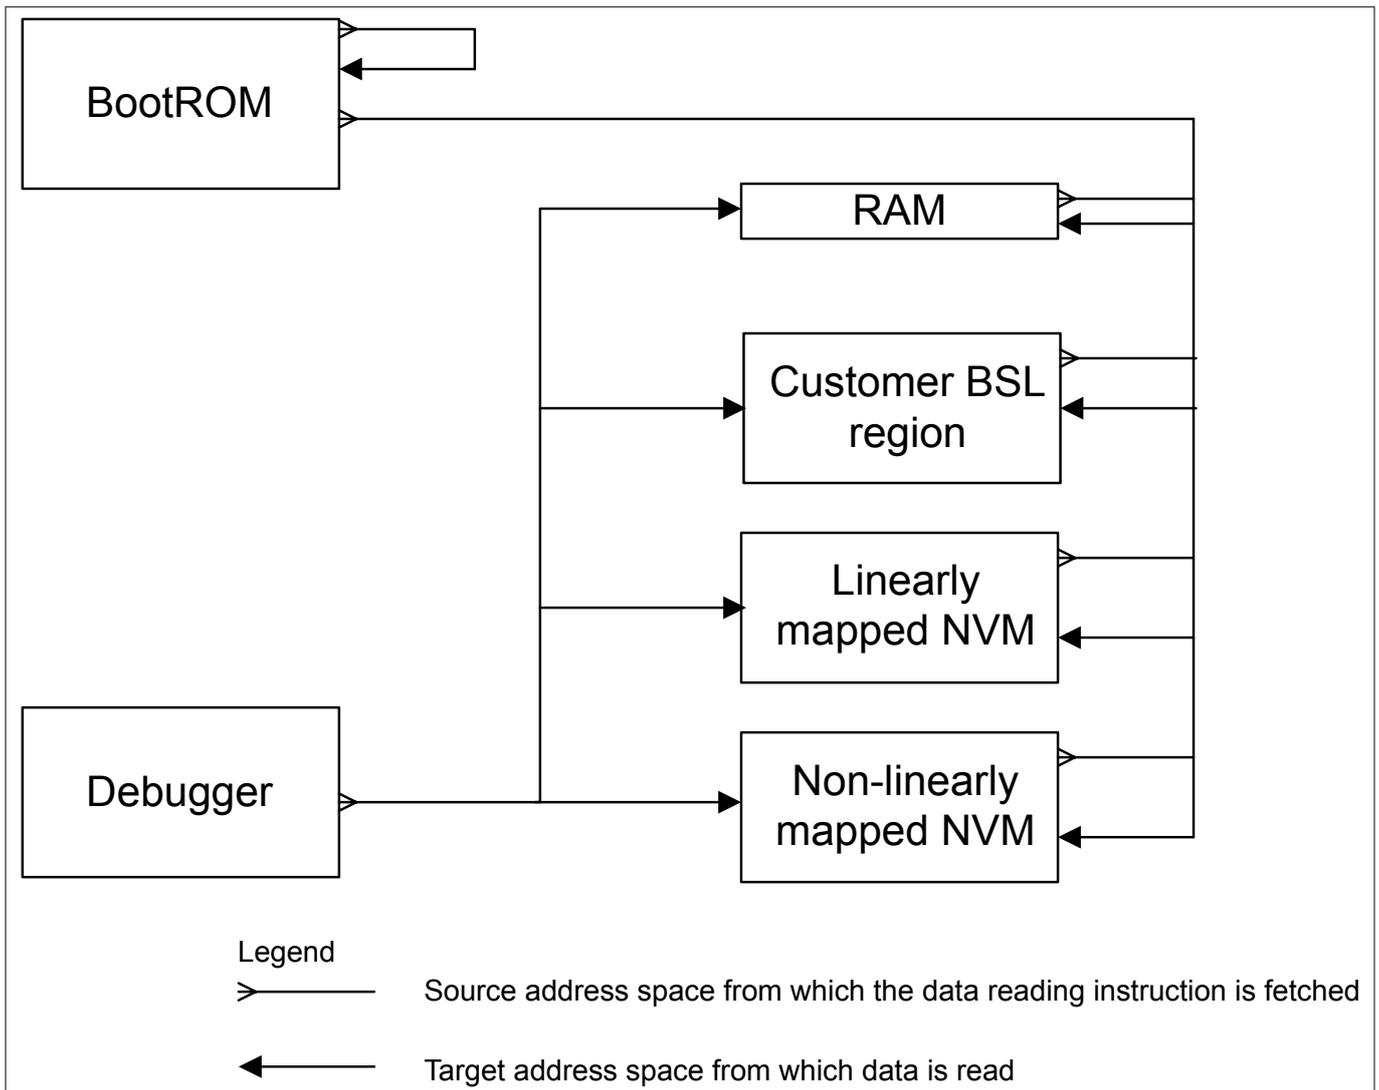 BootROM
RAM
Customer BSL
region
Linearly
mapped NVM
Debugger
Non-linearly
mapped NVM
Legend
Source address space from which the data reading instruction is fetched
Target address space from which data is read